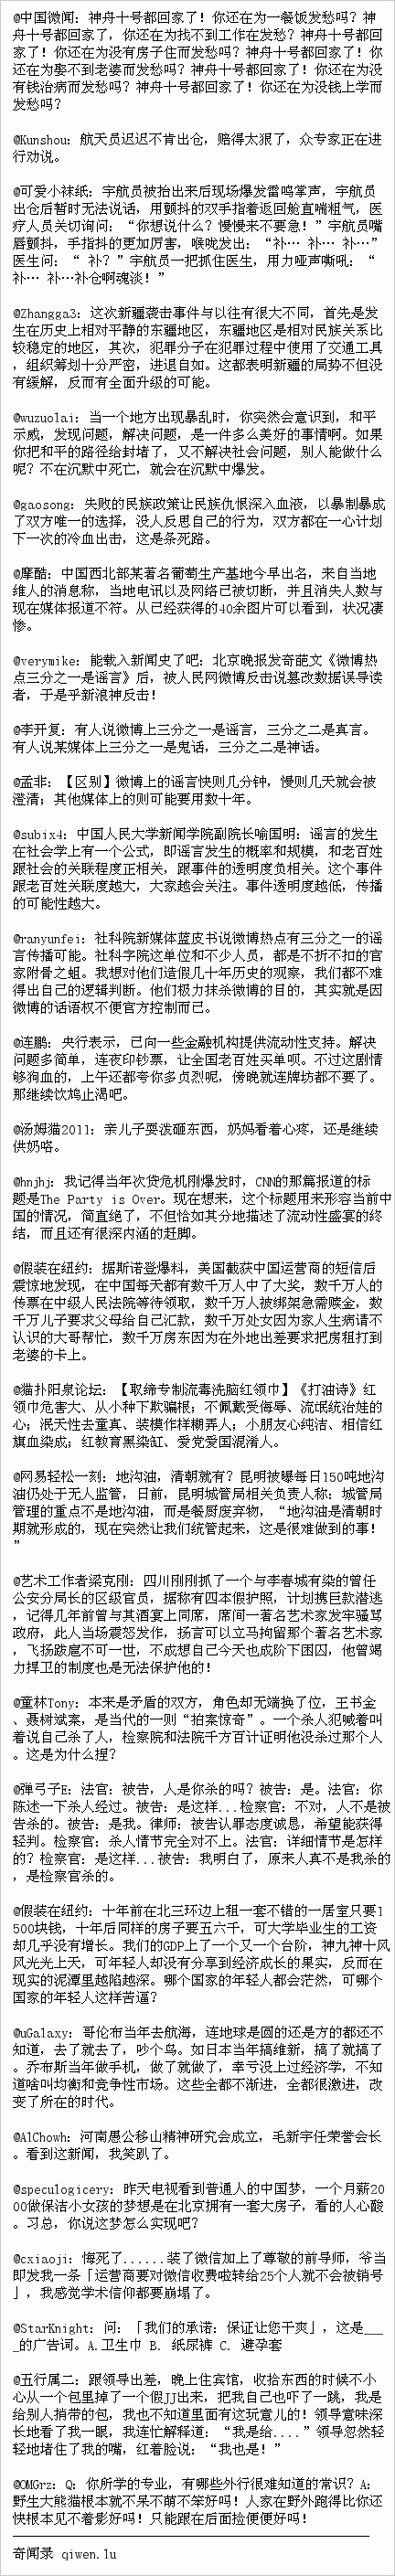 @中国微闻：神舟十号都回家了！你还在为一餐饭发愁吗？神
舟十号都回家了，你还在为找不到工作在发愁？神舟十号都回
家了！你还在为没有房子住而发愁吗？神舟十号都回家了！你
还在为娶不到老婆而发愁吗？神舟十号都回家了！你还在为没
有钱治病而发愁吗？神舟十号都回家了！你还在为没钱上学而
发愁吗？
@Kunshou：航天员迟迟不肯出仓，赔得太狠了，众专家正在进
行劝说。
@可爱小袜纸：宇航员被抬出来后现场爆发雷鸣掌声，宇航员
出仓后暂时无法说话，用颤抖的双手指着返回舱直喘粗气，医
疗人员关切询问：“你想说什么？慢慢来不要急！”宇航员嘴
唇颤抖，手指抖的更加厉害，喉咙发出：“补… 补… 补…”
医生问：“ 补？”宇航员一把抓住医生，用力哑声嘶吼：“
补… 补…补仓啊魂淡！”
@Zhangga3：这次新疆袭击事件与以往有很大不同，首先是发
生在历史上相对平静的东疆地区，东疆地区是相对民族关系比
较稳定的地区，其次，犯罪分子在犯罪过程中使用了交通工具
，组织筹划十分严密，进退自如。这都表明新疆的局势不但没
有缓解，反而有全面升级的可能。
@wuzuolai：当一个地方出现暴乱时，你突然会意识到，和平
示威，发现问题，解决问题，是一件多么美好的事情啊。如果
你把和平的路径给封堵了，又不解决社会问题，别人能做什么
呢？不在沉默中死亡，就会在沉默中爆发。
@gaosong：失败的民族政策让民族仇恨深入血液，以暴制暴成
了双方唯一的选择，没人反思自己的行为，双方都在一心计划
下一次的冷血出击，这是条死路。
@摩酷：中国西北部某著名葡萄生产基地今早出名，来自当地
维人的消息称，当地电讯以及网络已被切断，并且消失人数与
现在媒体报道不符。从已经获得的40余图片可以看到，状况凄
惨。
@verymike：能载入新闻史了吧：北京晚报发奇葩文《微博热
点三分之一是谣言》后，被人民网微博反击说篡改数据误导读
者，于是乎新浪神反击！
@李开复：有人说微博上三分之一是谣言，三分之二是真言。
有人说某媒体上三分之一是鬼话，三分之二是神话。
@孟非：【区别】微博上的谣言快则几分钟，慢则几天就会被
澄清；其他媒体上的则可能要用数十年。
@subix4：中国人民大学新闻学院副院长喻国明：谣言的发生
在社会学上有一个公式，即谣言发生的概率和规模，和老百姓
跟社会的关联程度正相关，跟事件的透明度负相关。这个事件
跟老百姓关联度越大，大家越会关注。事件透明度越低，传播
的可能性越大。
@ranyunfei：社科院新媒体蓝皮书说微博热点有三分之一的谣
言传播可能。社科学院这单位和不少人员，都是不折不扣的官
家附骨之蛆。我想对他们造假几十年历史的观察，我们都不难
得出自己的逻辑判断。他们极力抹杀微博的目的，其实就是因
微博的话语权不便官方控制而已。
@连鹏：央行表示，已向一些金融机构提供流动性支持。解决
问题多简单，连夜印钞票，让全国老百姓买单呗。不过这剧情
够狗血的，上午还都夸你多贞烈呢，傍晚就连牌坊都不要了。
那继续饮鸩止渴吧。
@汤姆猫2011：亲儿子耍泼砸东西，奶妈看着心疼，还是继续
供奶咯。
@hnjhj：我记得当年次贷危机刚爆发时，CNN的那篇报道的标
题是The Party is Over。现在想来，这个标题用来形容当前中
国的情况，简直绝了，不但恰如其分地描述了流动性盛宴的终
结，而且还有很深内涵的赶脚。
@假装在纽约：据斯诺登爆料，美国截获中国运营商的短信后
震惊地发现，在中国每天都有数千万人中了大奖，数千万人的
传票在中级人民法院等待领取，数千万人被绑架急需赎金，数
千万儿子要求父母给自己汇款，数千万处女因为家人生病请不
认识的大哥帮忙，数千万房东因为在外地出差要求把房租打到
老婆的卡上。
@猫扑阳泉论坛：【取缔专制流毒洗脑红领巾】《打油诗》红
领巾危害大、从小种下欺骗根；不佩戴受侮辱、流氓统治娃的
心；泯天性去童真、装模作样糊弄人；小朋友心纯洁、相信红
旗血染成；红教育黑染缸、爱党爱国混淆人。
@网易轻松一刻：地沟油，清朝就有？昆明被曝每日150吨地沟
油仍处于无人监管，日前，昆明城管局相关负责人称：城管局
管理的重点不是地沟油，而是餐厨废弃物，“地沟油是清朝时
期就形成的，现在突然让我们统管起来，这是很难做到的事！
”
@艺术工作者梁克刚：四川刚刚抓了一个与李春城有染的曾任
公安分局长的区级官员，据称有四本假护照，计划携巨款潜逃
，记得几年前曾与其酒宴上同席，席间一著名艺术家发牢骚骂
政府，此人当场震怒发作，扬言可以立马拘留那个著名艺术家
，飞扬跋扈不可一世，不成想自己今天也成阶下困囚，他曾竭
力捍卫的制度也是无法保护他的！
@童林Tony：本来是矛盾的双方，角色却无端换了位，王书金
、聂树斌案，是当代的一则“拍案惊奇”。一个杀人犯喊着叫
着说自己杀了人，检察院和法院千方百计证明他没杀过那个人
。这是为什么捏？
@弹弓子E：法官：被告，人是你杀的吗？被告：是。法官：你
陈述一下杀人经过。被告：是这样...检察官：不对，人不是被
告杀的。被告：是我。律师：被告认罪态度诚恳，希望能获得
轻判。检察官：杀人情节完全对不上。法官：详细情节是怎样
的？检察官：是这样...被告：我明白了，原来人真不是我杀的
，是检察官杀的。
@假装在纽约：十年前在北三环边上租一套不错的一居室只要1
500块钱，十年后同样的房子要五六千，可大学毕业生的工资
却几乎没有增长。我们的GDP上了一个又一个台阶，神九神十风
风光光上天，可年轻人却没有分享到经济成长的果实，反而在
现实的泥潭里越陷越深。哪个国家的年轻人都会茫然，可哪个
国家的年轻人这样苦逼？
@uGalaxy：哥伦布当年去航海，连地球是圆的还是方的都还不
知道，去了就去了，吵个鸟。如日本当年搞维新，搞了就搞了
。乔布斯当年做手机，做了就做了，幸亏没上过经济学，不知
道啥叫均衡和竞争性市场。这些全都不渐进，全都很激进，改
变了所在的时代。
@AlChowh：河南愚公移山精神研究会成立，毛新宇任荣誉会长
。看到这新闻，我笑趴了。
@speculogicery：昨天电视看到普通人的中国梦，一个月薪20
00做保洁小女孩的梦想是在北京拥有一套大房子，看的人心酸
。习总，你说这梦怎么实现吧？
@cxiaoji：悔死了......装了微信加上了尊敬的前导师，爷当
即发我一条「运营商要对微信收费啦转给25个人就不会被销号
」，我感觉学术信仰都要崩塌了。
@StarKnight：问：「我们的承诺：保证让您干爽」，这是___
_的广告词。A.卫生巾 B. 纸尿裤 C. 避孕套
@五行属二：跟领导出差，晚上住宾馆，收拾东西的时候不小
心从一个包里掉了一个假JJ出来，把我自己也吓了一跳，我是
给别人捎带的包，我也不知道里面有这玩意儿的！领导意味深
长地看了我一眼，我连忙解释道：“我是给....”领导忽然轻
轻地堵住了我的嘴，红着脸说：“我也是！”
@OMGrz：Q：你所学的专业，有哪些外行很难知道的常识？A：
野生大熊猫根本就不呆不萌不笨好吗！人家在野外跑得比你还
快根本见不着影好吗！只能跟在后面捡便便好吗！
奇闻录 qiwen.lu